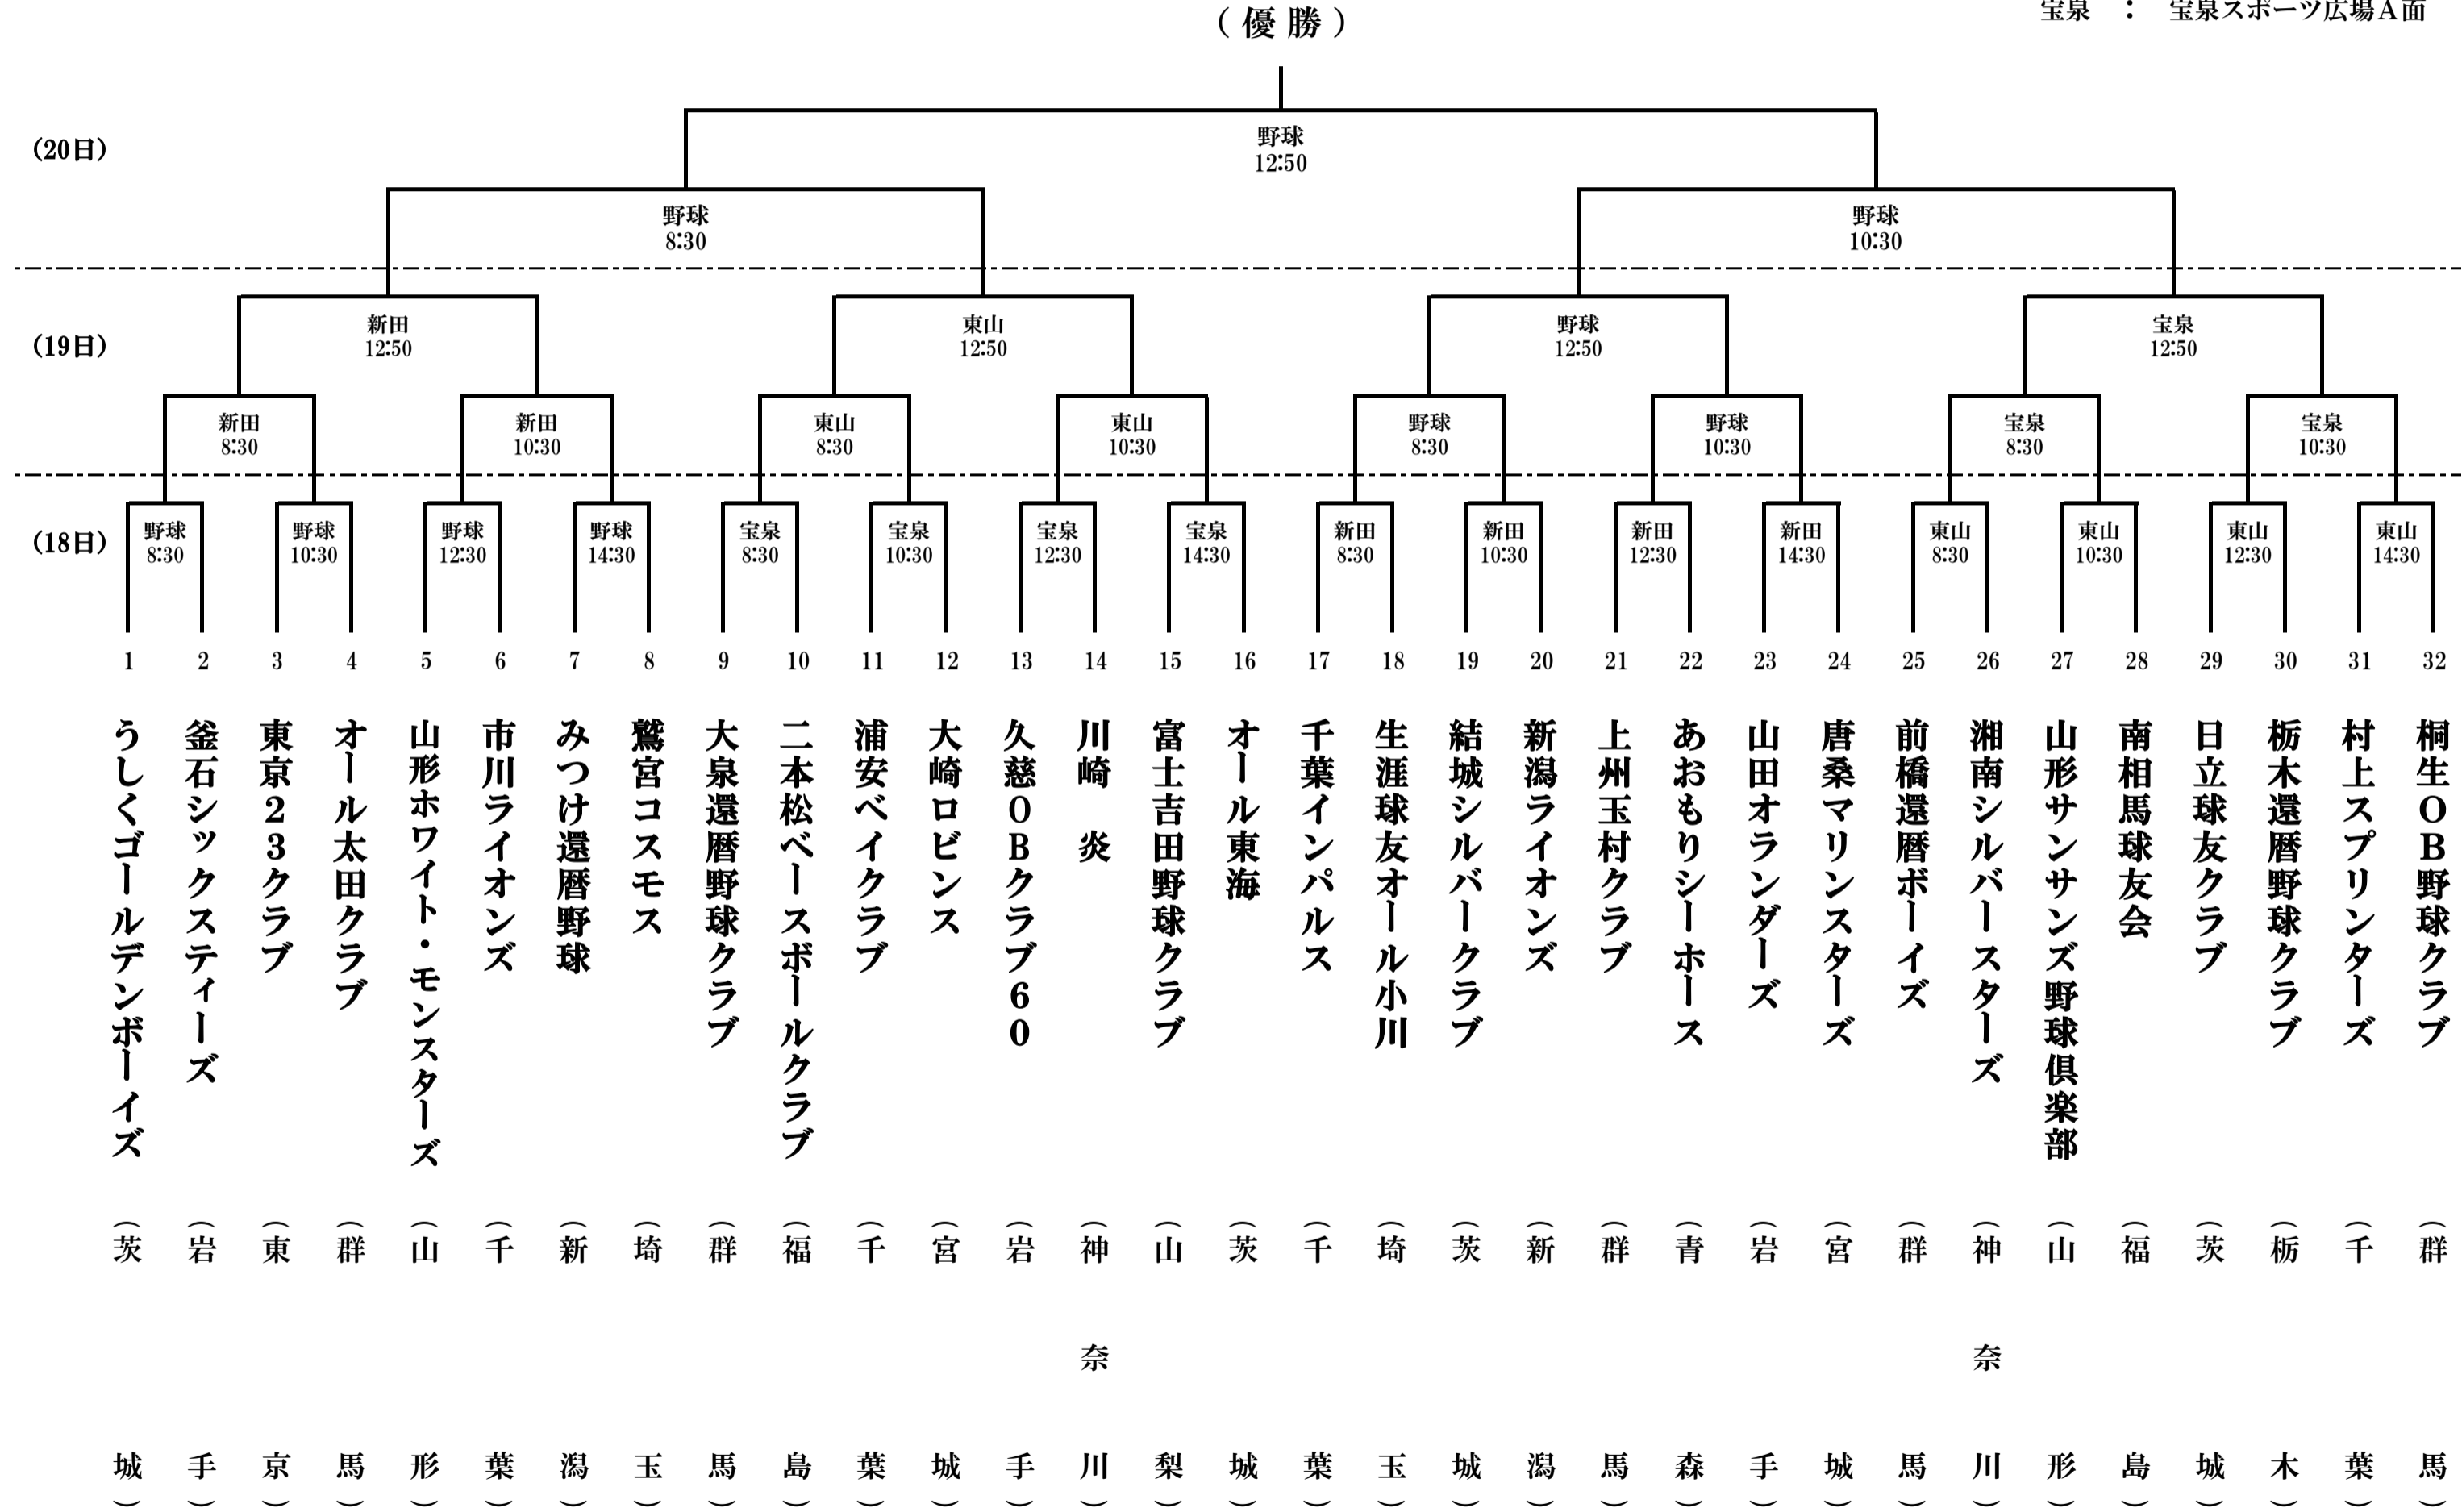 （優勝）
宝泉　：　宝泉スポーツ広場Ａ面
（20日）
野球
12:50
野球
8:30
野球
10:30
（19日）
新田
12:50
東山
12:50
野球
12:50
宝泉
12:50
新田
8:30
新田
10:30
東山
8:30
東山
10:30
野球
8:30
野球
10:30
宝泉
8:30
宝泉
10:30
（18日）
野球
8:30
野球
10:30
野球
12:30
野球
14:30
宝泉
8:30
宝泉
10:30
宝泉
12:30
宝泉
14:30
新田
8:30
新田
10:30
新田
12:30
新田
14:30
東山
8:30
東山
10:30
東山
12:30
東山
14:30
1
うしくゴールデンボーイズ
（茨城）
2
釜石シックスティーズ
（岩手）
3
東京２３クラブ
（東京）
4
オール太田クラブ
（群馬）
5
山形ホワイト・モンスターズ
（山形）
6
市川ライオンズ
（千葉）
7
みつけ還暦野球
（新潟）
8
鷲宮コスモス
（埼玉）
9
大泉還暦野球クラブ
（群馬）
10
二本松ベースボールクラブ
（福島）
11
浦安ベイクラブ
（千葉）
12
大崎ロビンス
（宮城）
13
久慈ＯＢクラブ６０
（岩手）
14
川崎　炎
（神奈川）
15
富士吉田野球クラブ
（山梨）
16
オール東海
（茨城）
17
千葉インパルス
（千葉）
18
生涯球友オール小川
（埼玉）
19
結城シルバークラブ
（茨城）
20
新潟ライオンズ
（新潟）
21
上州玉村クラブ
（群馬）
22
あおもりシーホース
（青森）
23
山田オランダーズ
（岩手）
24
唐桑マリンスターズ
（宮城）
25
前橋還暦ボーイズ
（群馬）
26
湘南シルバースターズ
（神奈川）
27
山形サンサンズ野球倶楽部
（山形）
28
南相馬球友会
（福島）
29
日立球友クラブ
（茨城）
30
栃木還暦野球クラブ
（栃木）
31
村上スプリンターズ
（千葉）
32
桐生ＯＢ野球クラブ
（群馬）